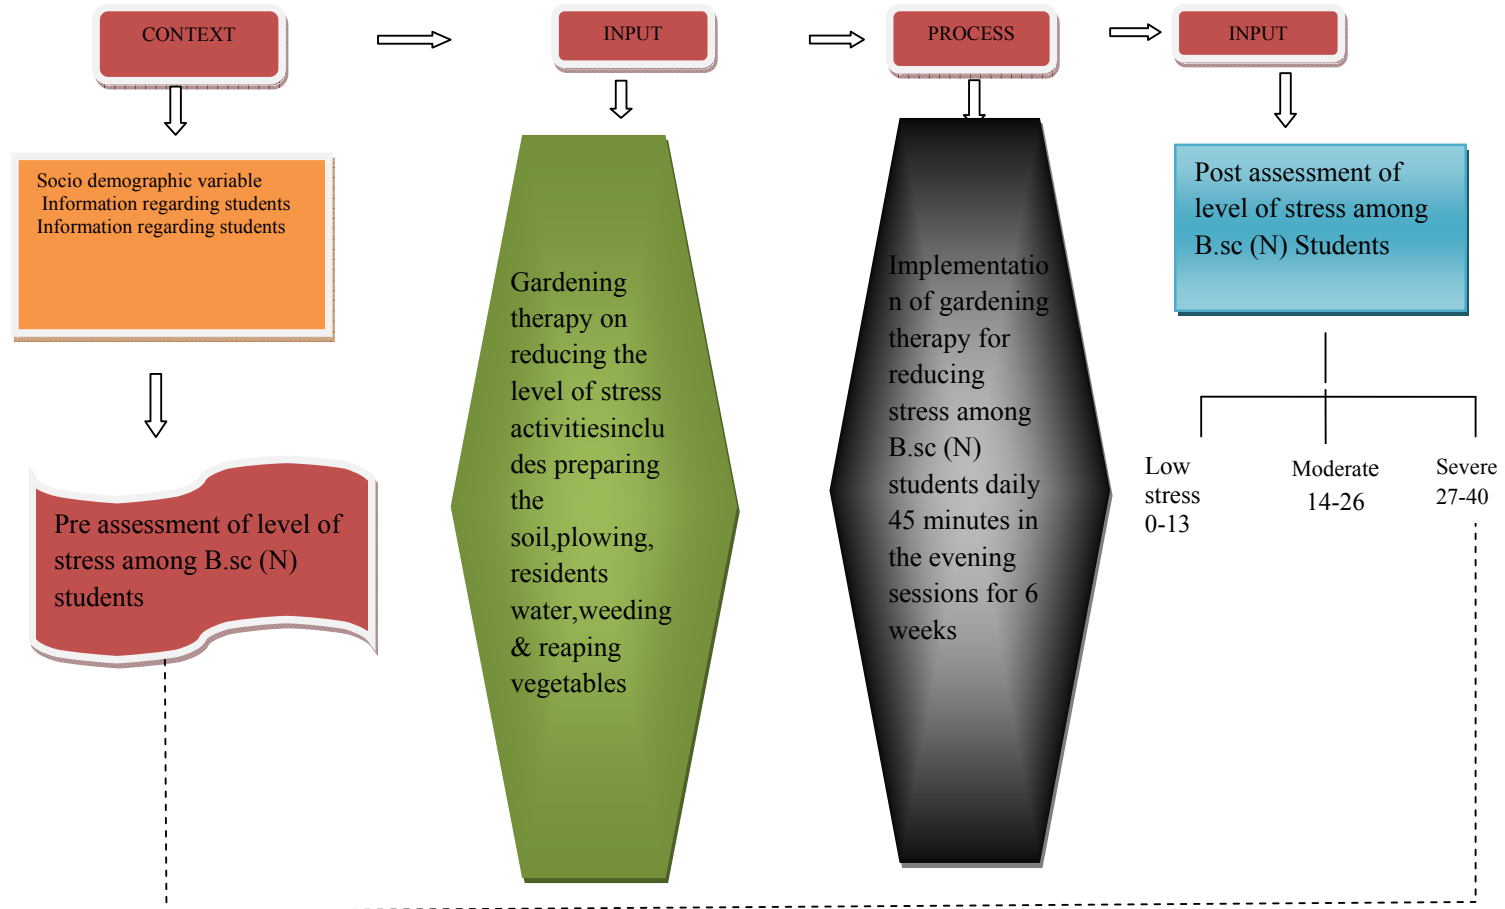 CONTEXT
INPUT
PROCESS
INPUT
Socio demographic variable
Information regarding students
Information regarding students
Pre assessment of level of
stress among B.sc (N)
students
Gardening
therapy on
reducing the
level of stress
activitiesinclu
des preparing
the
soil,plowing,
residents
water,weeding
& reaping
vegetables
Implementatio
n of gardening
therapy for
reducing
stress among
B.sc (N)
students daily
45 minutes in
the evening
sessions for 6
weeks
Post assessment of
level of stress among
B.sc (N) Students
Low
stress
0-13
Moderate
14-26
Severe
27-40